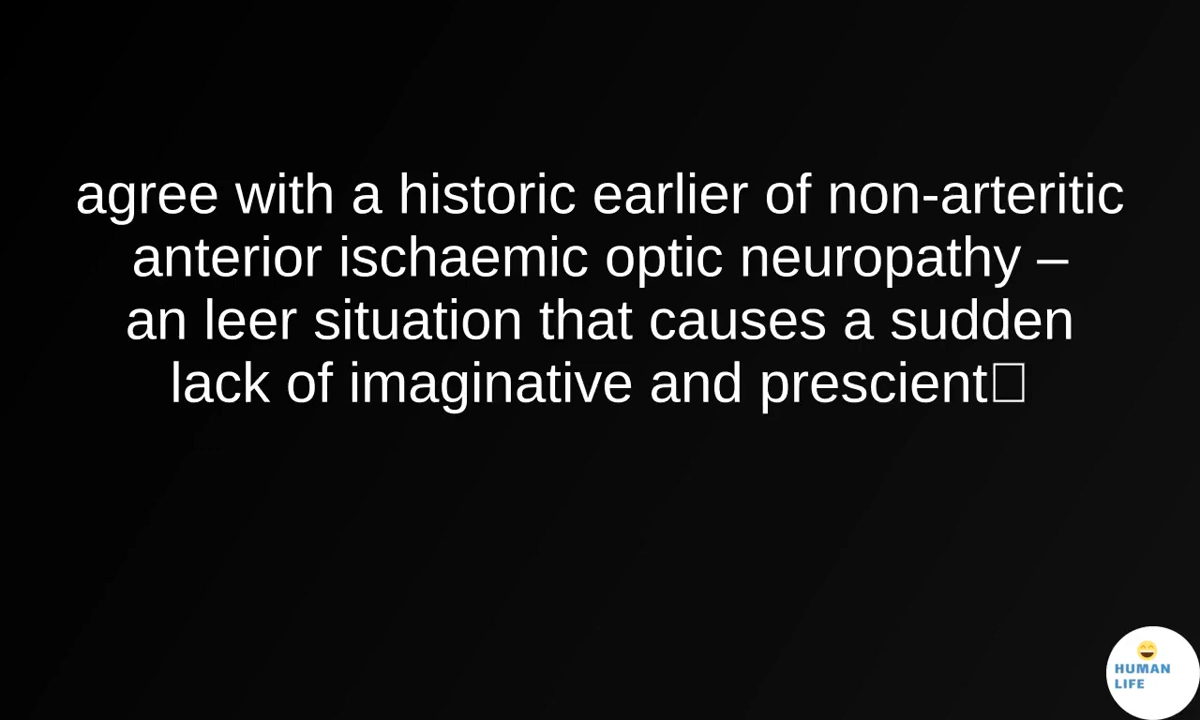 agree with a historic earlier of non-arteritic
anterior ischaemic optic neuropathy –
an leer situation that causes a sudden
lack of imaginative and prescient□
HUMAN
LIFE